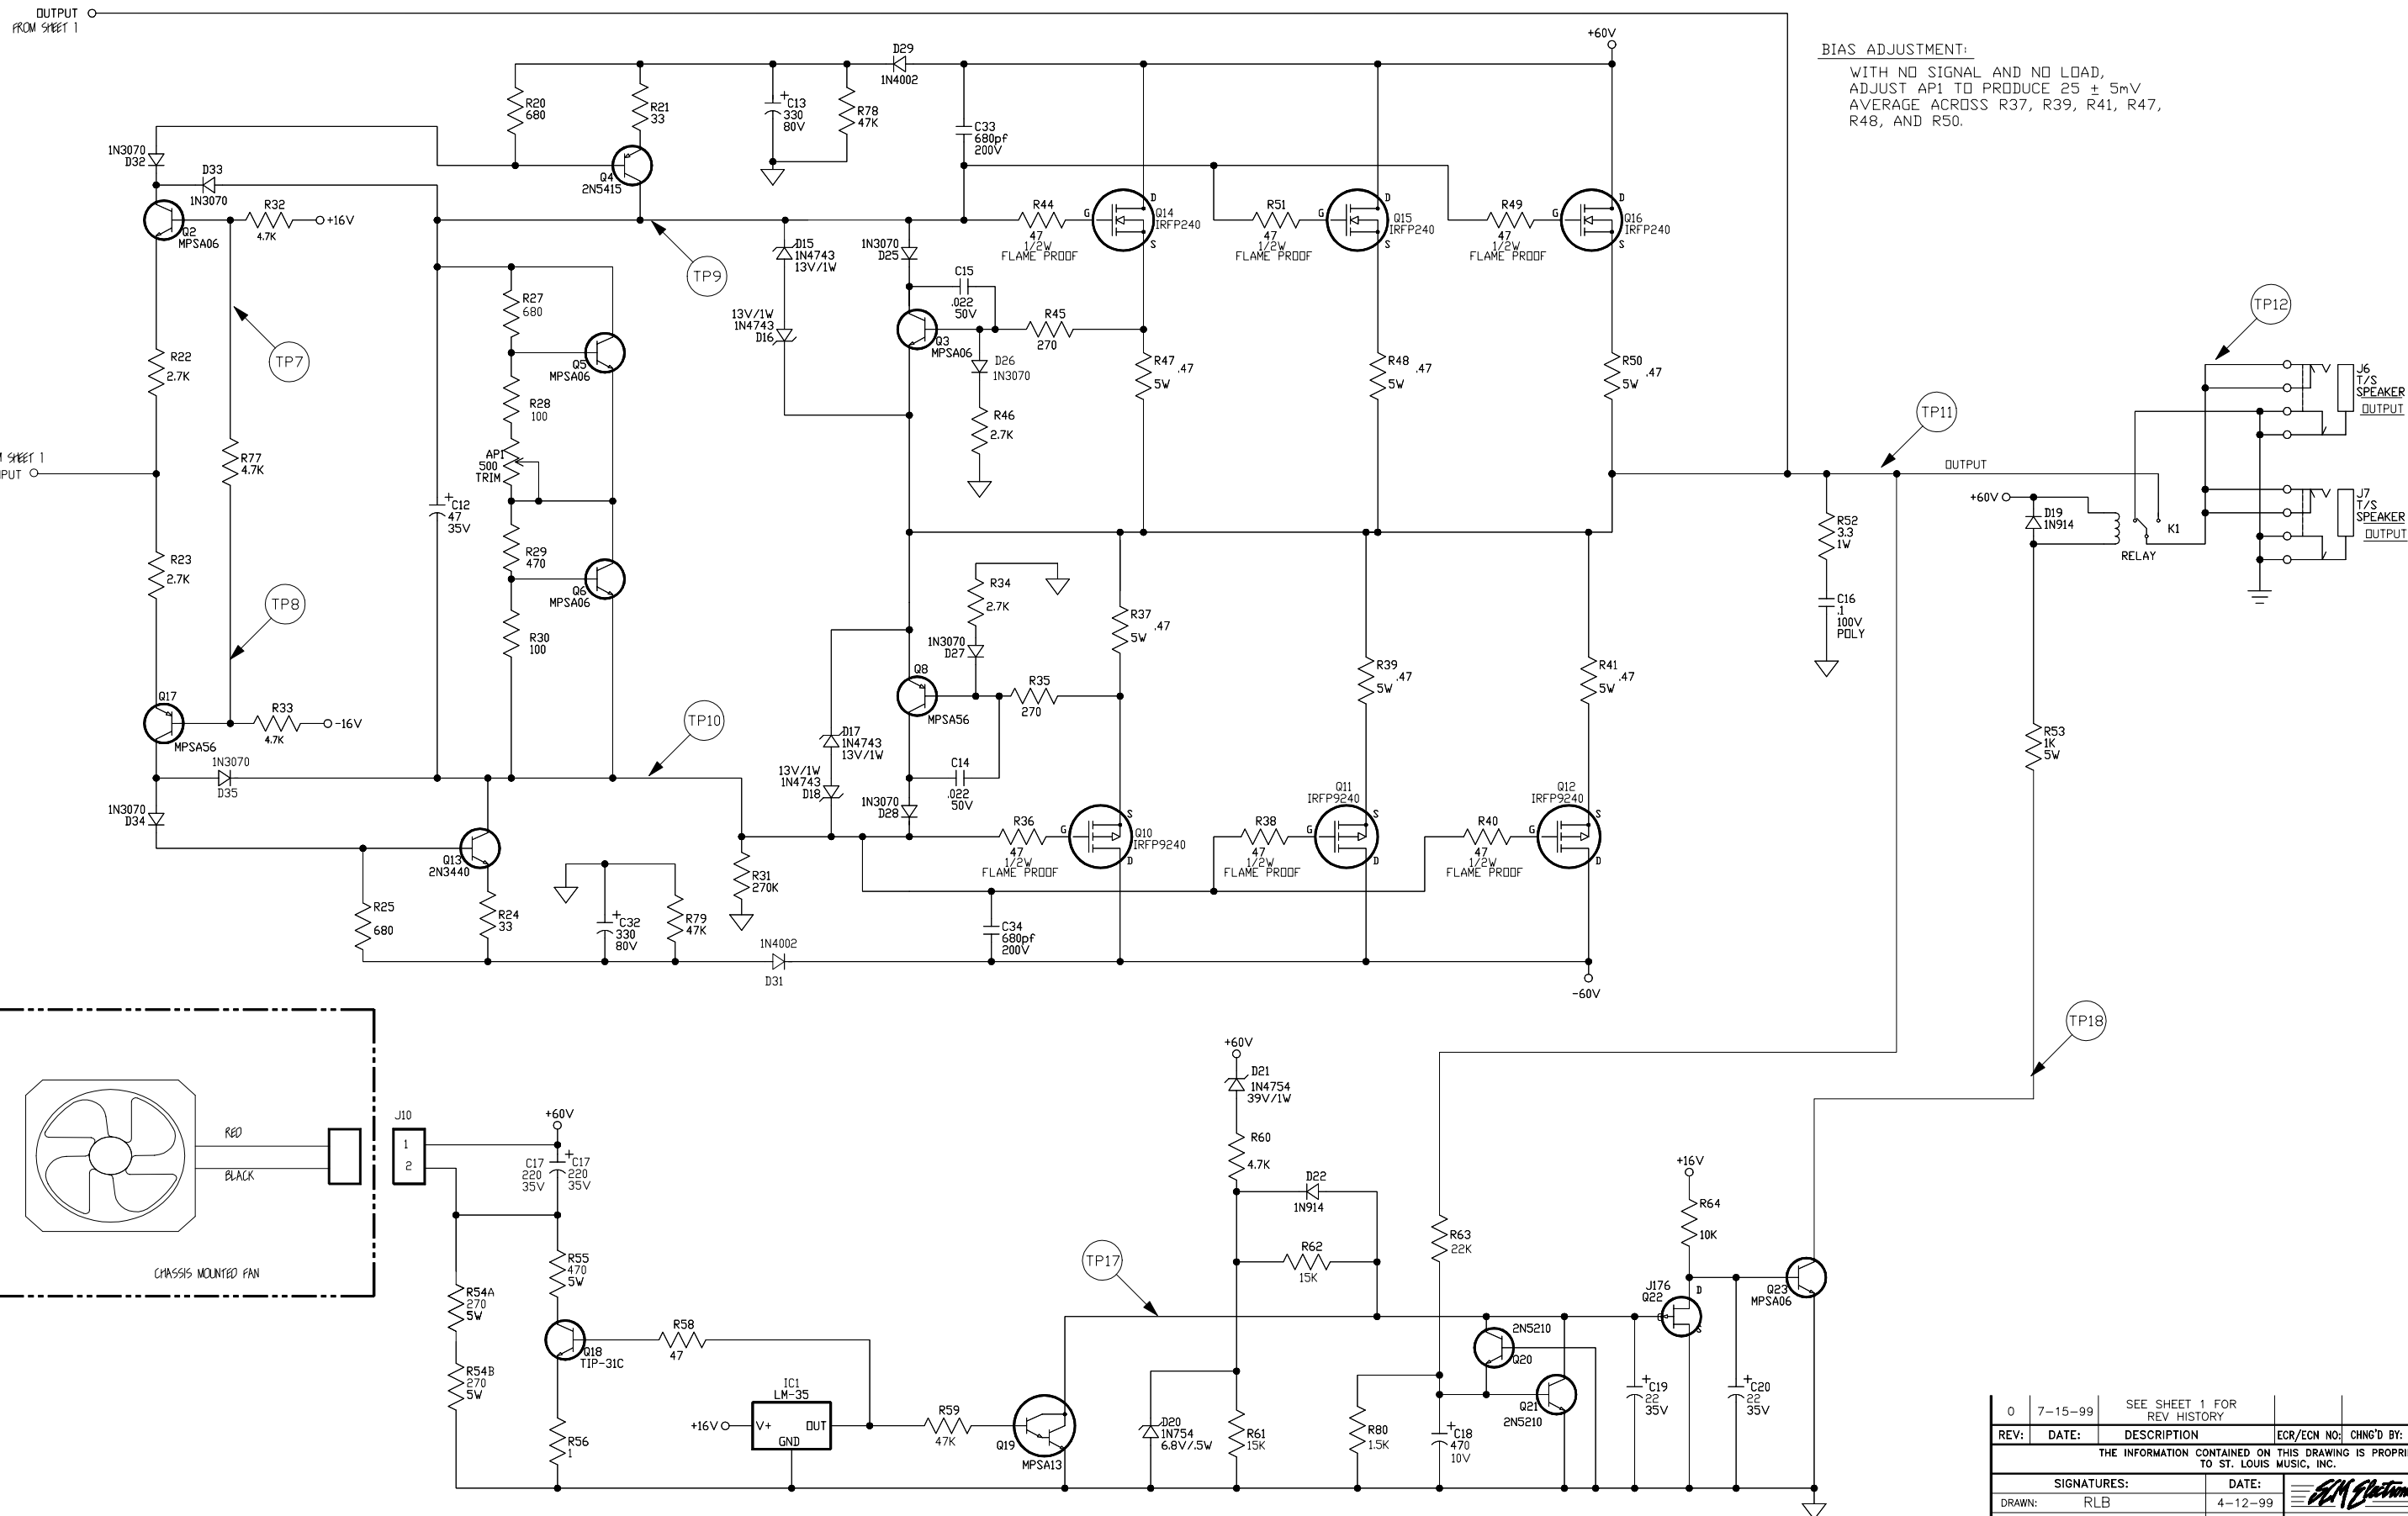 OUTPUT
FROM SHEET 1
BIAS ADJUSTMENT:
WITH NO SIGNAL AND NO LOAD,
ADJUST AP1 TO PRODUCE 25 ± 5mV
AVERAGE ACROSS R37, R39, R41, R47,
R48, AND R50.
+60V
D29
1N4002
R20
680
R21
33
+
C13
330
80V
R78
47K
C33
680pf
200V
1N3070
D32
D33
1N3070
Q4
2N5415
R32
4.7K
+16V
Q2
MPSA06
TP9
D15
1N4743
13V/1W
1N3070
D25
R44
47
1/2W
FLAME PROOF
G
D
Q14
IRFP240
S
R51
47
1/2W
FLAME PROOF
G
D
Q15
IRFP240
S
R49
47
1/2W
FLAME PROOF
G
D
Q16
IRFP240
S
C15
.022
50V
R27
680
13V/1W
1N4743
D16
Q3
MPSA06
R45
270
D26
1N3070
TP7
Q5
MPSA06
R22
2.7K
R47 .47
5W
R48 .47
5W
R50 .47
5W
R28
100
R46
2.7K
TP12
J6
T/S
SPEAKER
OUTPUT
TP11
OUTPUT
SHEET 1
R77
4.7K
AP1
500
TRIM
+
C12
47
35V
R29
470
R23
2.7K
+60V
D19
1N914
K1
RELAY
J7
T/S
SPEAKER
OUTPUT
R52
3.3
1W
C16
.1
100V
POLY
Q6
MPSA06
TP8
R30
100
R34
2.7K
1N3070
D27
R37 .47
5W
R39 .47
5W
R41 .47
5W
Q8
MPSA56
R35
270
Q17
MPSA56
R33
4.7K
-16V
TP10
D17
1N4743
13V/1W
13V/1W
1N4743
D18
C14
.022
50V
1N3070
D28
1N3070
D35
1N3070
D34
R53
1K
5W
Q13
2N3440
R36
47
1/2W
FLAME PROOF
G
S
Q10
IRFP9240
D
R38
47
1/2W
FLAME PROOF
G
Q11
IRFP9240
S
D
R40
47
1/2W
FLAME PROOF
G
Q12
IRFP9240
S
D
R31
270K
R25
680
R24
33
+
C32
330
80V
R79
47K
1N4002
D31
C34
680pf
200V
-60V
TP18
RED
BLACK
CHASSIS MOUNTED FAN
J10
1
2
+60V
C17
220
35V
+
C17
220
35V
R55
470
5W
R54A
270
5W
R54B
270
5W
Q18
TIP-31C
R58
47
R56
1
IC1
LM-35
+16V
V+
OUT
GND
R59
47K
Q19
MPSA13
TP17
+60V
D21
1N4754
39V/1W
R60
4.7K
D22
1N914
R62
15K
D20
1N754
6.8V/.5W
R61
15K
R63
22K
R80
1.5K
+
C18
470
10V
2N5210
Q20
Q21
2N5210
+
C19
22
35V
+16V
R64
10K
J176
Q22
D
G
S
+
C20
22
35V
Q23
MPSA06
0 7-15-99 SEE SHEET 1 FOR
REV HISTORY
REV: DATE: DESCRIPTION ECR/ECN NO: CHNG'D BY:
THE INFORMATION CONTAINED ON THIS DRAWING IS
TO ST. LOUIS MUSIC, INC.
SIGNATURES: DATE:
DRAWN: RLB 4-12-99
SLM